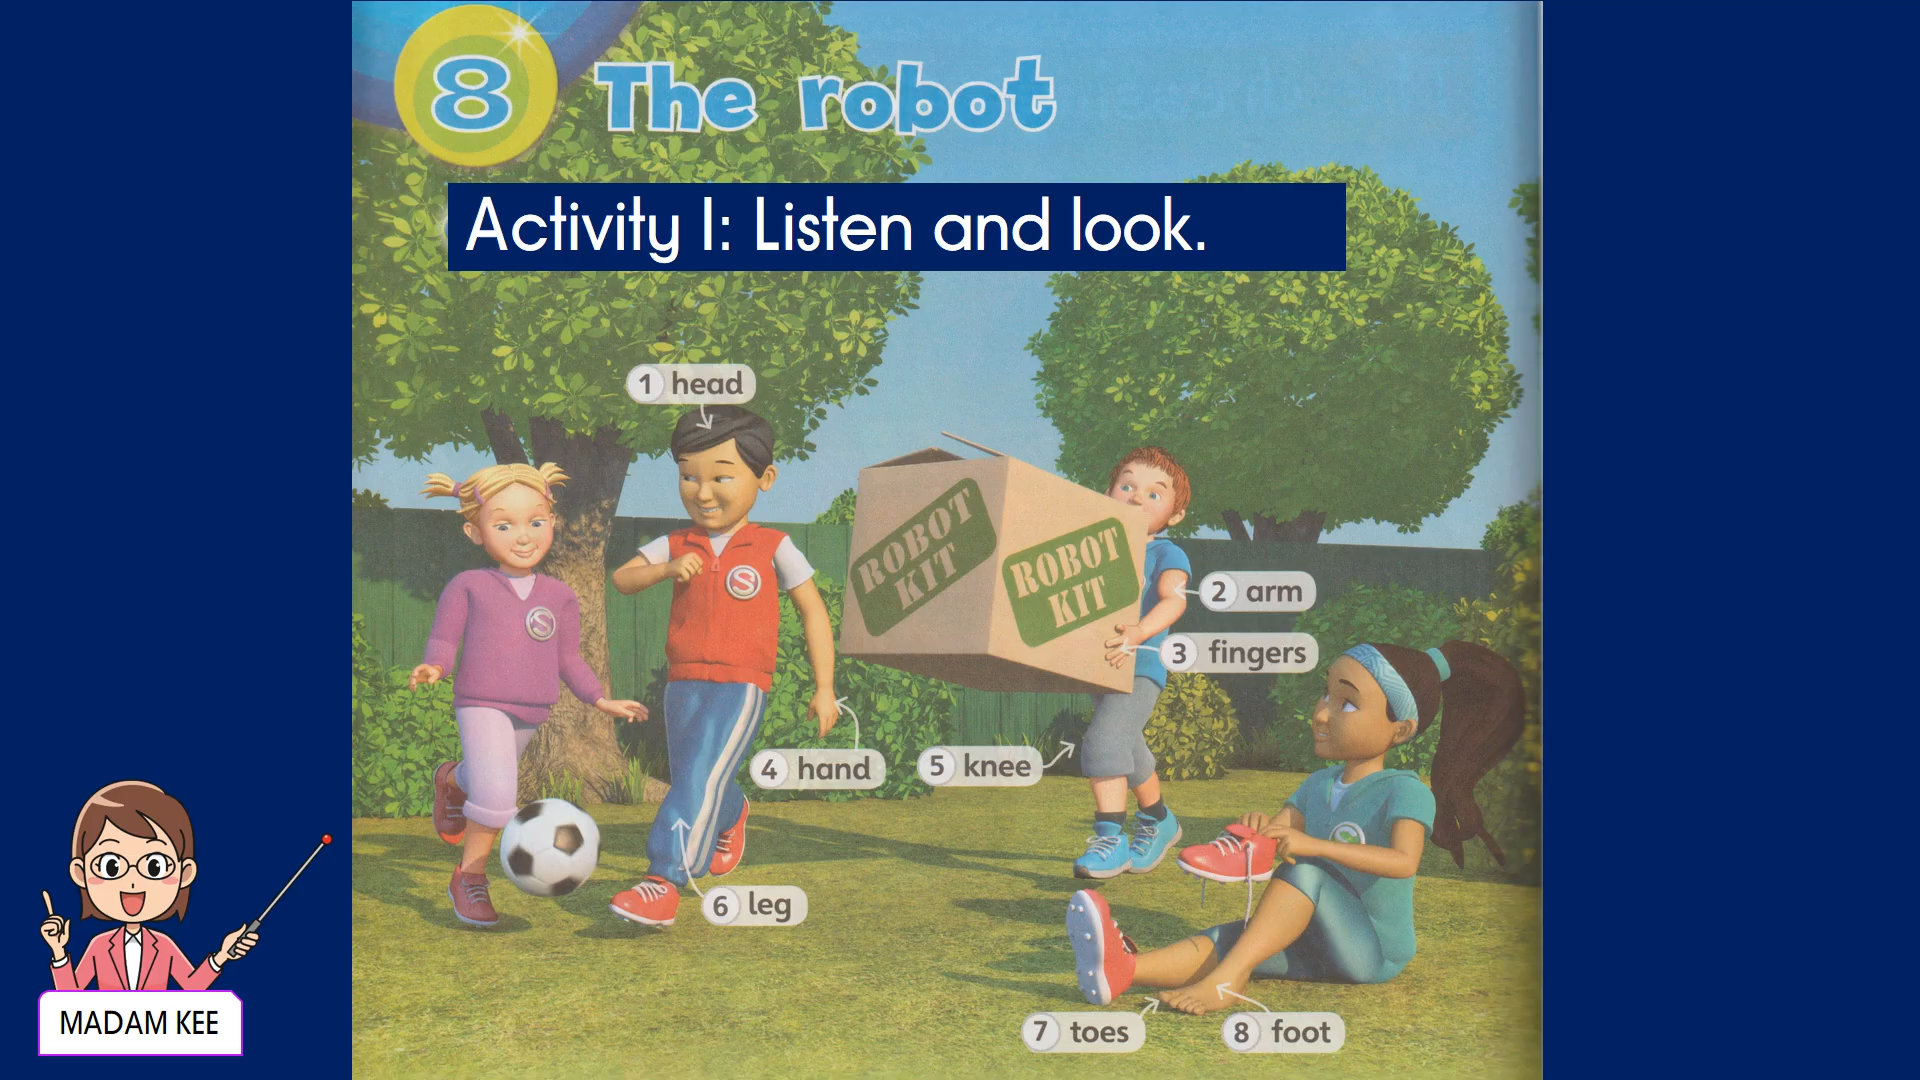 8 The robot
Activity 1: Listen and look.
1 head
ROBOT
KIT
ROBOT
KIT
2 arm
3 fingers
4 hand
5 knee
6 leg
7 toes
8 foot
S
S
S
MADAM KEE